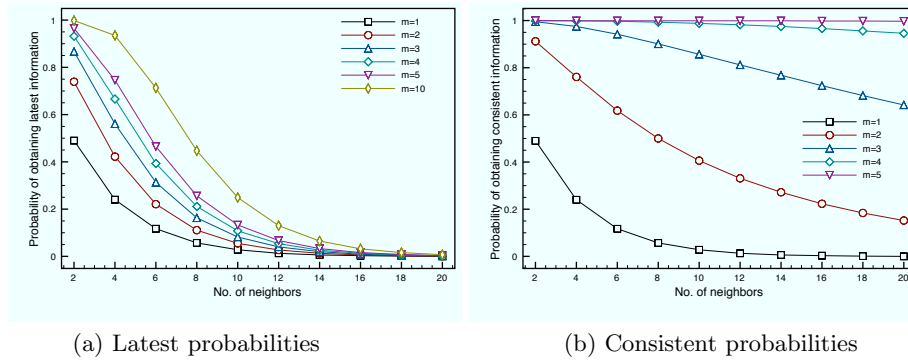 Probability of obtaining latest information
1
0.8
0.6
0.4
0.2
0
2 4 6 8 10 12 14 16 18 20
No. of neighbors
m=1
m=2
m=3
m=4
m=5
m=10
(a) Latest probabilities
Probability of obtaining consistent information
1
0.8
0.6
0.4
0.2
0
2 4 6 8 10 12 14 16 18 20
No. of neighbors
m=1
m=2
m=3
m=4
m=5
(b) Consistent probabilities